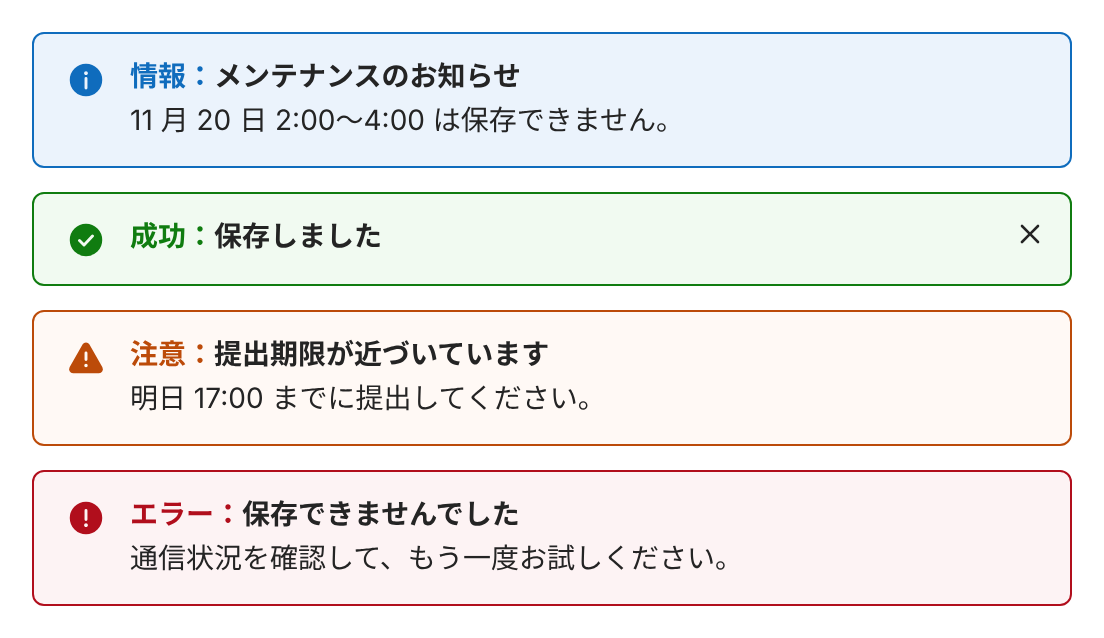 情報：メンテナンスのお知らせ
11 月 20 日 2:00～4:00 は保存できません。
成功：保存しました
注意：提出期限が近づいています
明日 17:00 までに提出してください。
エラー：保存できませんでした
通信状況を確認して、もう一度お試しください。